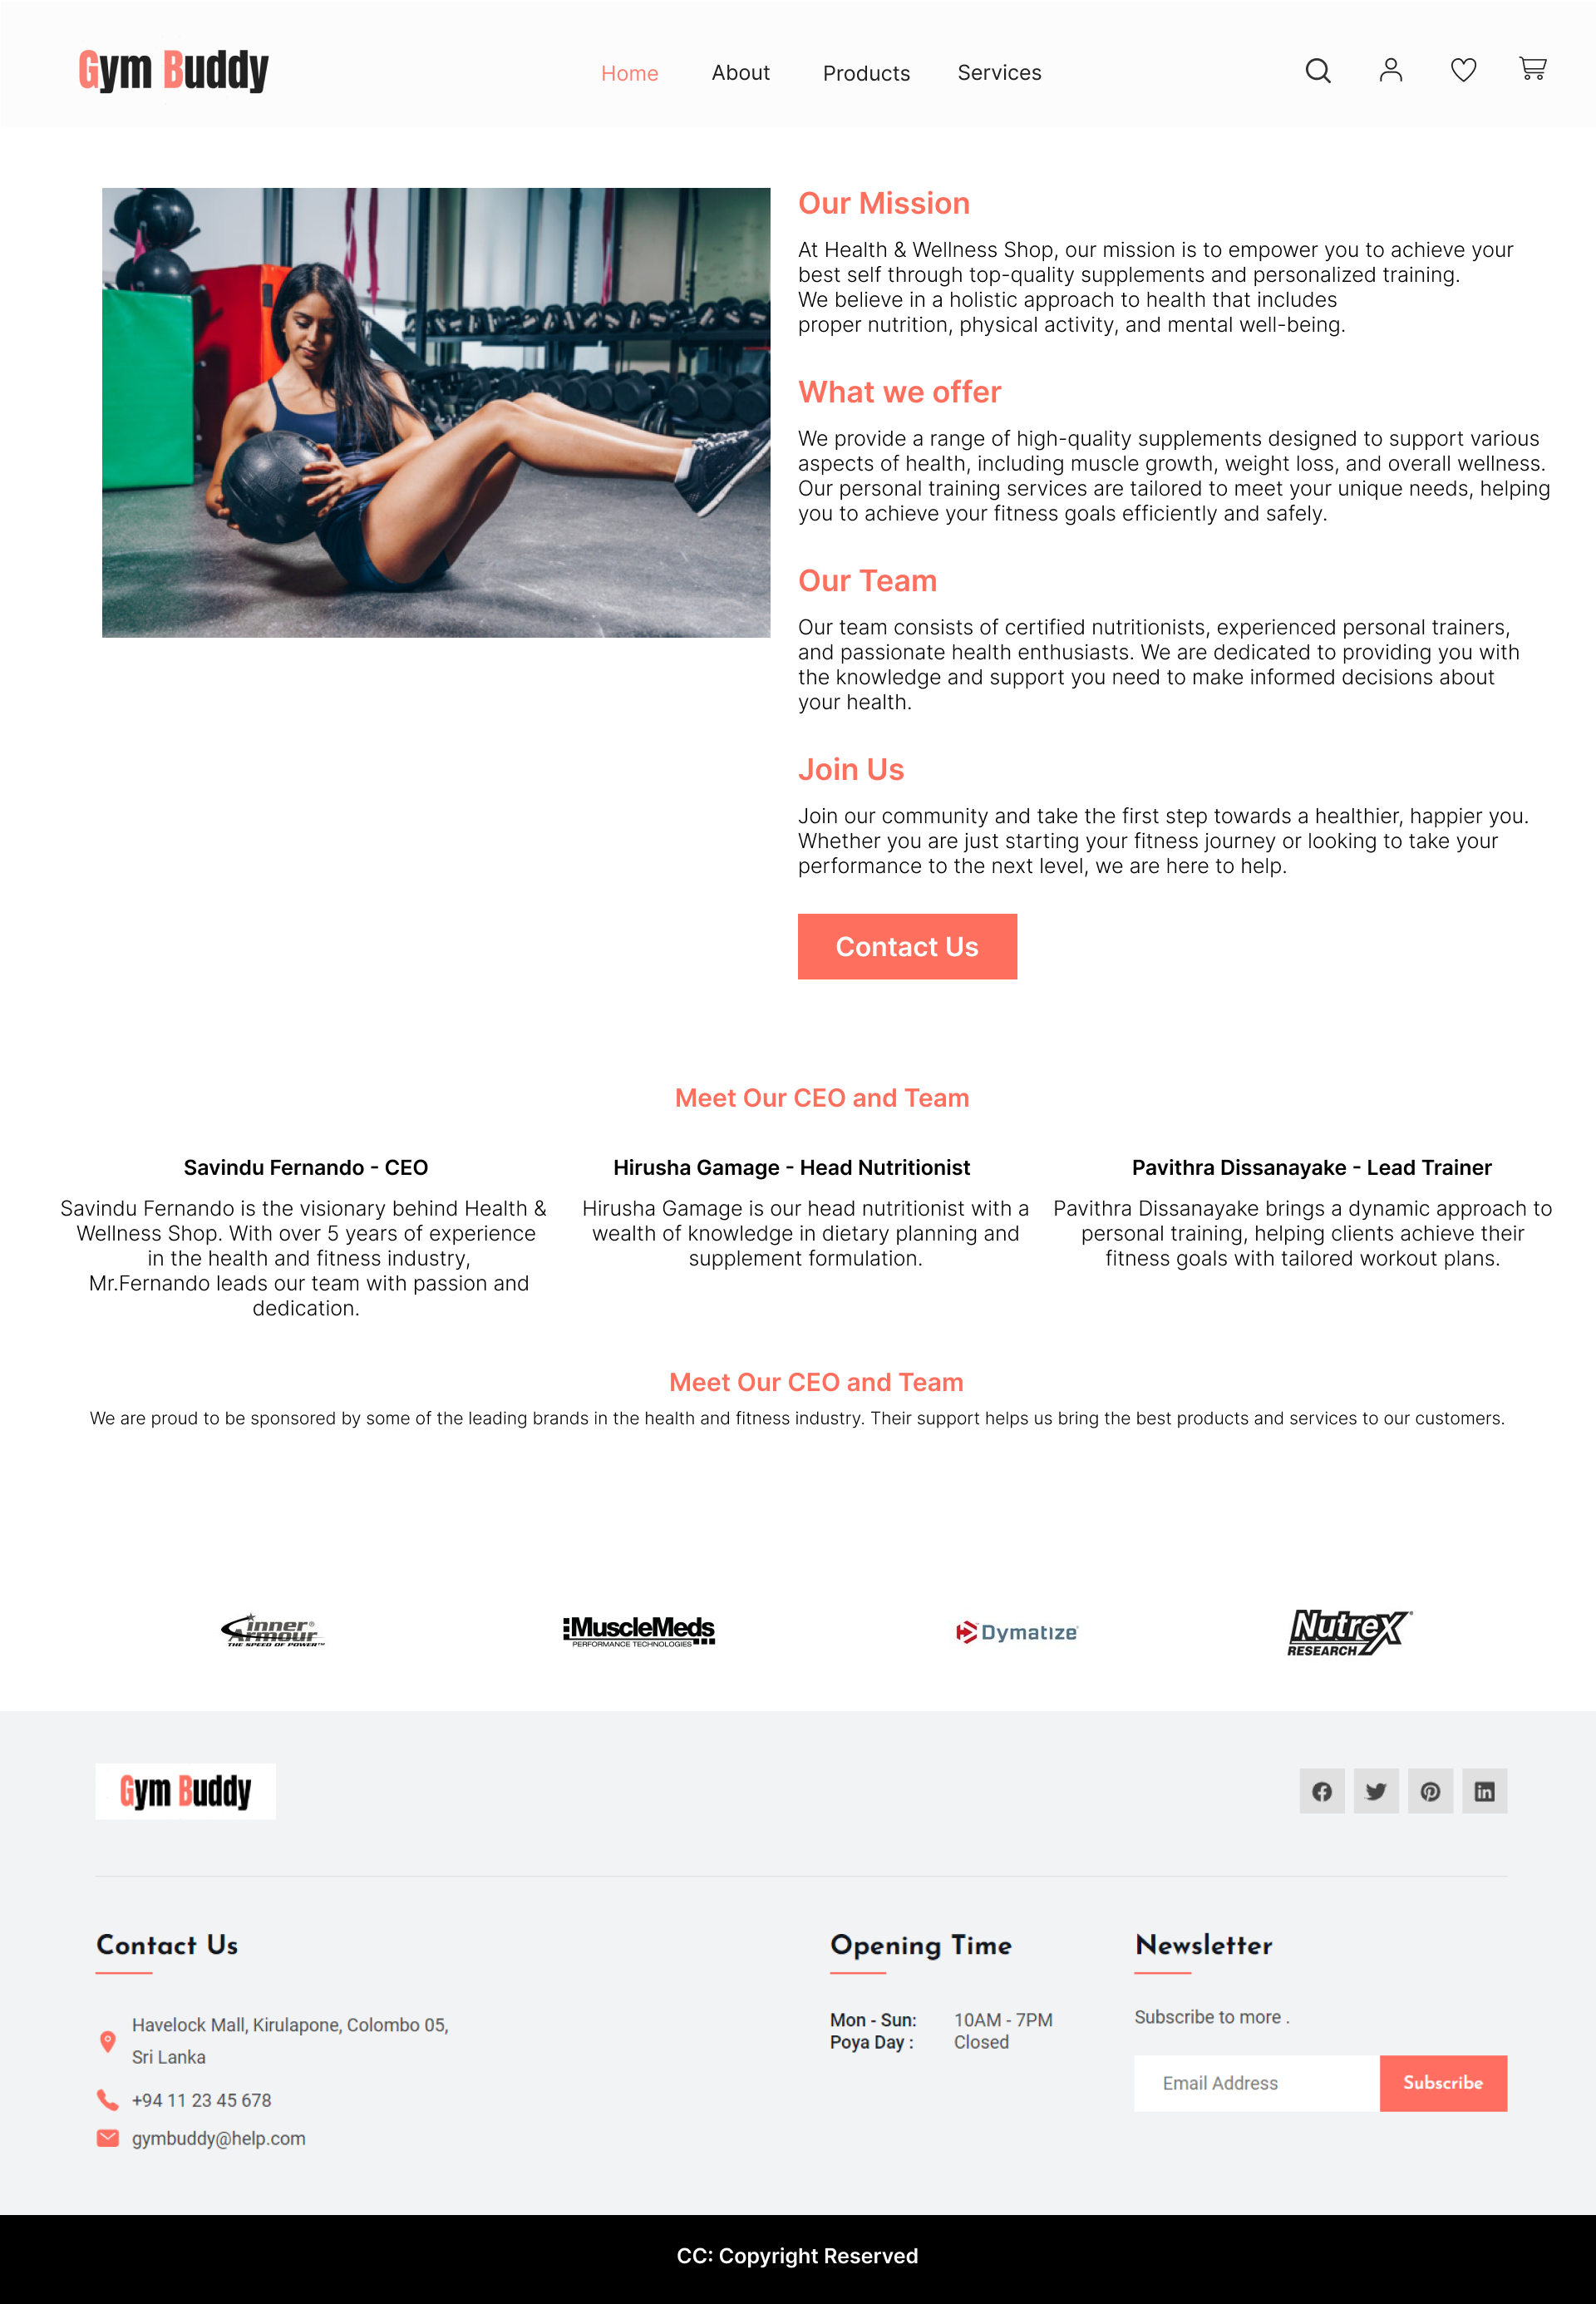 Gym Buddy
Home
About
Products
Services
Our Mission
At Health & Wellness Shop, our mission is to empower you to achieve your
best self through top-quality supplements and personalized training.
We believe in a holistic approach to health that includes
proper nutrition, physical activity, and mental well-being.
What we offer
We provide a range of high-quality supplements designed to support various
aspects of health, including muscle growth, weight loss, and overall wellness.
Our personal training services are tailored to meet your unique needs, helping
you to achieve your fitness goals efficiently and safely.
Our Team
Our team consists of certified nutritionists, experienced personal trainers,
and passionate health enthusiasts. We are dedicated to providing you with
the knowledge and support you need to make informed decisions about
your health.
Join Us
Join our community and take the first step towards a healthier, happier you.
Whether you are just starting your fitness journey or looking to take your
performance to the next level, we are here to help.
Contact Us
Meet Our CEO and Team
Savindu Fernando - CEO
Savindu Fernando is the visionary behind Health &
Wellness Shop. With over 5 years of experience
in the health and fitness industry,
Mr.Fernando leads our team with passion and
dedication.
Hirusha Gamage - Head Nutritionist
Hirusha Gamage is our head nutritionist with a
wealth of knowledge in dietary planning and
supplement formulation.
Pavithra Dissanayake - Lead Trainer
Pavithra Dissanayake brings a dynamic approach to
personal training, helping clients achieve their
fitness goals with tailored workout plans.
Meet Our CEO and Team
We are proud to be sponsored by some of the leading brands in the health and fitness industry. Their support helps us bring the best products and services to our customers.
inner®
Armour
THE SPEED OF POWER™
MuscleMeds
PERFORMANCE TECHNOLOGIES
Dymatize
Nutrex®
RESEARCH
Gym Buddy
Contact Us
Havelock Mall, Kirulapone, Colombo 05,
Sri Lanka
+94 11 23 45 678
gymbuddy@help.com
Opening Time
Mon - Sun: 10AM - 7PM
Poya Day : Closed
Newsletter
Subscribe to more .
Email Address
Subscribe
CC: Copyright Reserved